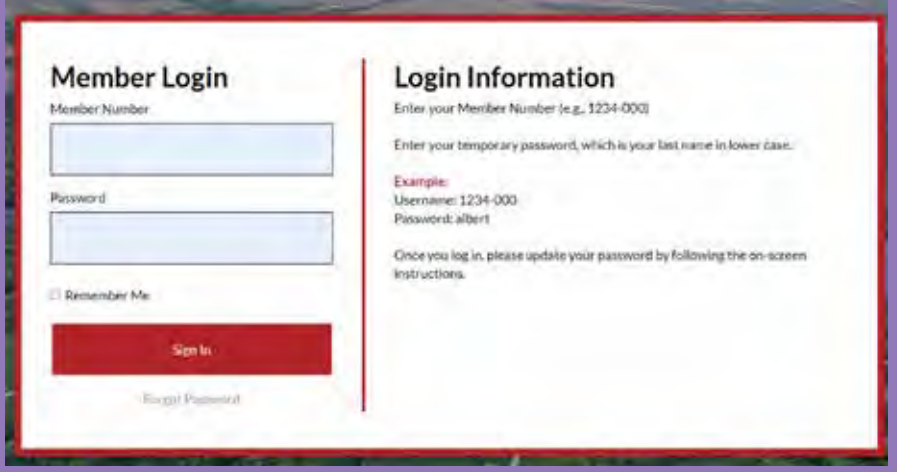 Member Login
Member Number
Password
Remember Me
Sign In
Forgot Password
Login Information
Enter your Member Number (e.g., 1234-000)
Enter your temporary password, which is your last name in lower case.
Example:
Username: 1234-000
Password: albert
Once you log in, please update your password by following the on-screen
instructions.